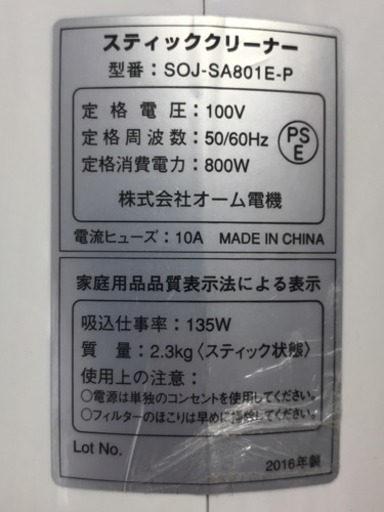 スティッククリーナー
型番：SOJ-SA801E-P
定格電圧：100V
定格周波数：50/60Hz
定格消費電力：800W
PS
E
株式会社オーム電機
電流ヒューズ：10A MADE IN CHINA
家庭用品品質表示法による表示
吸込仕事率：135W
質量：2.3kg〈スティック状態〉
使用上の注意：
○電源は単独のコンセントを使用してください。
○フィルターのほこりは早めに掃除してください。
Lot No.
2016年製